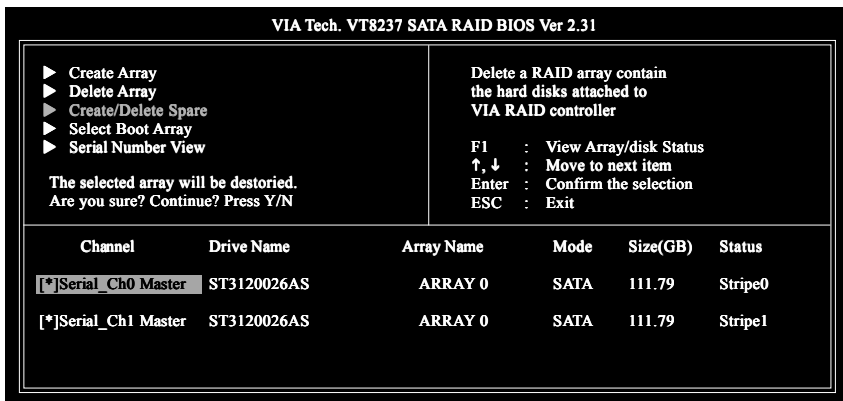 VIA Tech. VT8237 SATA RAID BIOS Ver 2.31
Create Array
Delete Array
Create/Delete Spare
Select Boot Array
Serial Number View
The selected array will be destoried.
Are you sure? Continue? Press Y/N
Delete a RAID array contain
the hard disks attached to
VIA RAID controller
F1 : View Array/disk Status
↑,↓ : Move to next item
Enter : Confirm the selection
ESC : Exit
Channel Drive Name Array Name Mode Size(GB) Status
[*]Serial_Ch0 Master ST3120026AS ARRAY 0 SATA 111.79 Stripe0
[*]Serial_Ch1 Master ST3120026AS ARRAY 0 SATA 111.79 Stripe1